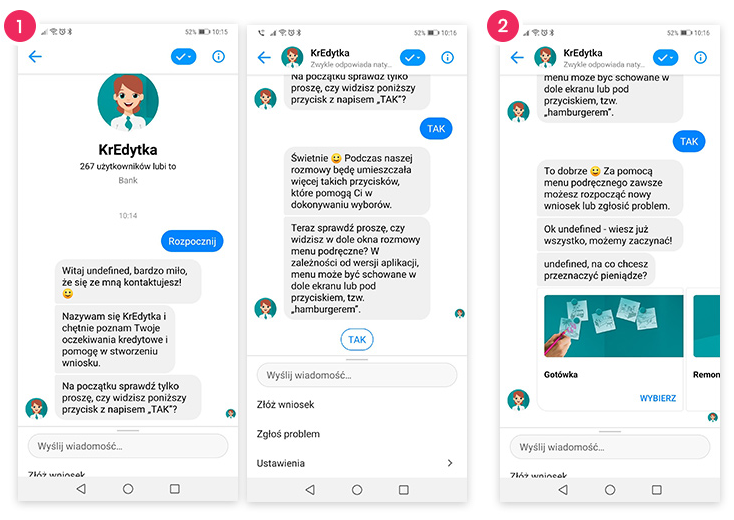 1
52% 10:15
KrEdytka
267 użytkowników lubi to
Bank
10:14
Rozpocznij
Witaj undefined, bardzo miło,
że się ze mną kontaktujesz!
Nazywam się KrEdytka i
chętnie poznam Twoje
oczekiwania kredytowe i
pomogę w stworzeniu
wniosku.
Na początku sprawdź tylko
proszę, czy widzisz poniższy
przycisk z napisem „TAK”?
Wyślij wiadomość...
Złóż wniosek
52% 10:16
KrEdytka
Zwykle odpowiada naty...
Na początku sprawdź tylko
proszę, czy widzisz poniższy
przycisk z napisem „TAK”?
TAK
Świetnie Podczas naszej
rozmowy będę umieszczała
więcej takich przycisków,
które pomogą Ci w
dokonywaniu wyborów.
Teraz sprawdź proszę, czy
widzisz w dole okna rozmowy
menu podręczne? W
zależności od wersji aplikacji,
menu może być schowane w
dole ekranu lub pod
przyciskiem, tzw.
„hamburgerem”.
TAK
Wyślij wiadomość...
Złóż wniosek
Zgłoś problem
Ustawienia
2
52% 10:16
KrEdytka
Zwykle odpowiada naty...
menu może być schowane w
dole ekranu lub pod
przyciskiem, tzw.
„hamburgerem”.
TAK
To dobrze Za pomocą
menu podręcznego zawsze
możesz rozpocząć nowy
wniosek lub zgłosić problem.
Ok undefined - wiesz już
wszystko, możemy zaczynać!
undefined, na co chcesz
przeznaczyć pieniądze?
Gotówka
WYBIERZ
Remon
Wyślij wiadomość...
Złóż wniosek